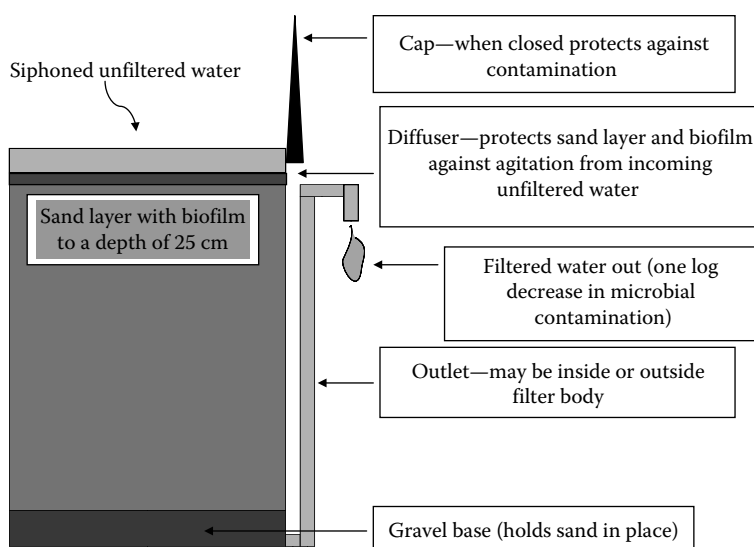 Siphoned unfiltered water
Cap—when closed protects against
contamination
Diffuser—protects sand layer and biofilm
against agitation from incoming
unfiltered water
Sand layer with biofilm
to a depth of 25 cm
Filtered water out (one log
decrease in microbial
contamination)
Outlet—may be inside or outside
filter body
Gravel base (holds sand in place)